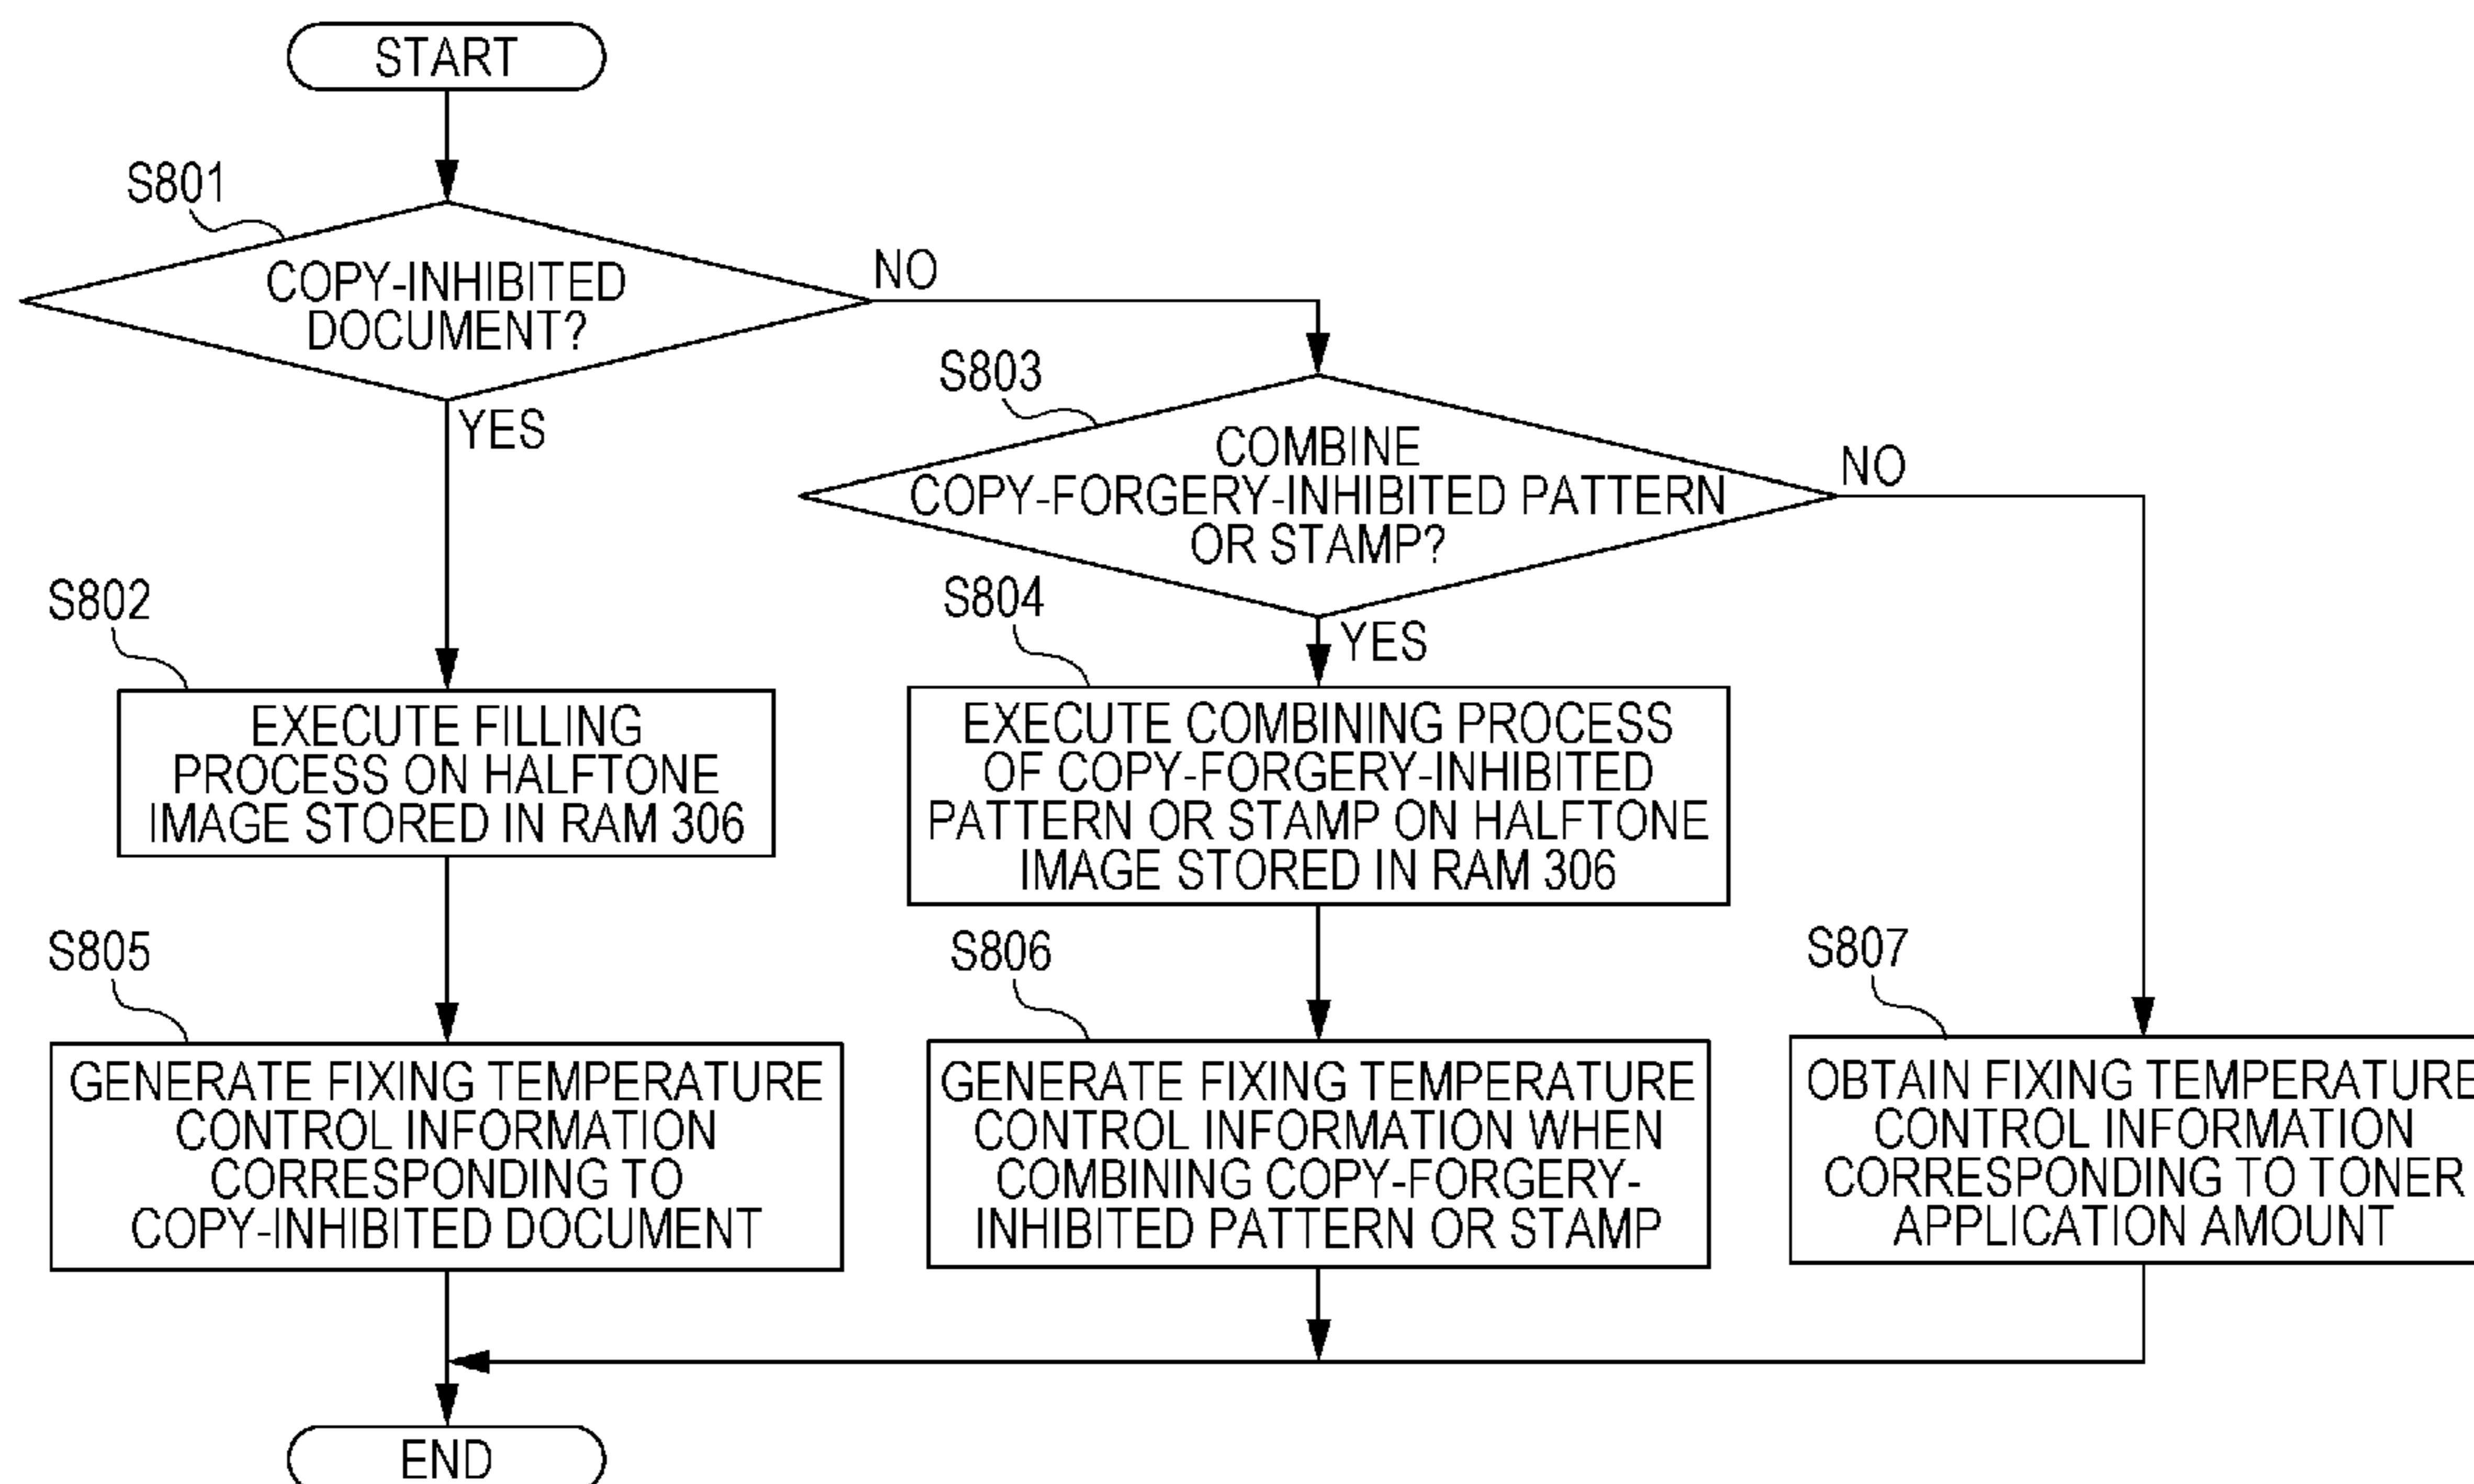 START
S801
COPY-INHIBITED
DOCUMENT?
NO
YES
S803
COMBINE
COPY-FORGERY-INHIBITED PATTERN
OR STAMP?
NO
YES
S802
EXECUTE FILLING
PROCESS ON HALFTONE
IMAGE STORED IN RAM 306
S804
EXECUTE COMBINING PROCESS
OF COPY-FORGERY-INHIBITED
PATTERN OR STAMP ON HALFTONE
IMAGE STORED IN RAM 306
S805
GENERATE FIXING TEMPERATURE
CONTROL INFORMATION
CORRESPONDING TO
COPY-INHIBITED DOCUMENT
S806
GENERATE FIXING TEMPERATURE
CONTROL INFORMATION WHEN
COMBINING COPY-FORGERY-
INHIBITED PATTERN OR STAMP
S807
OBTAIN FIXING TEMPERATURE
CONTROL INFORMATION
CORRESPONDING TO TONER
APPLICATION AMOUNT
END